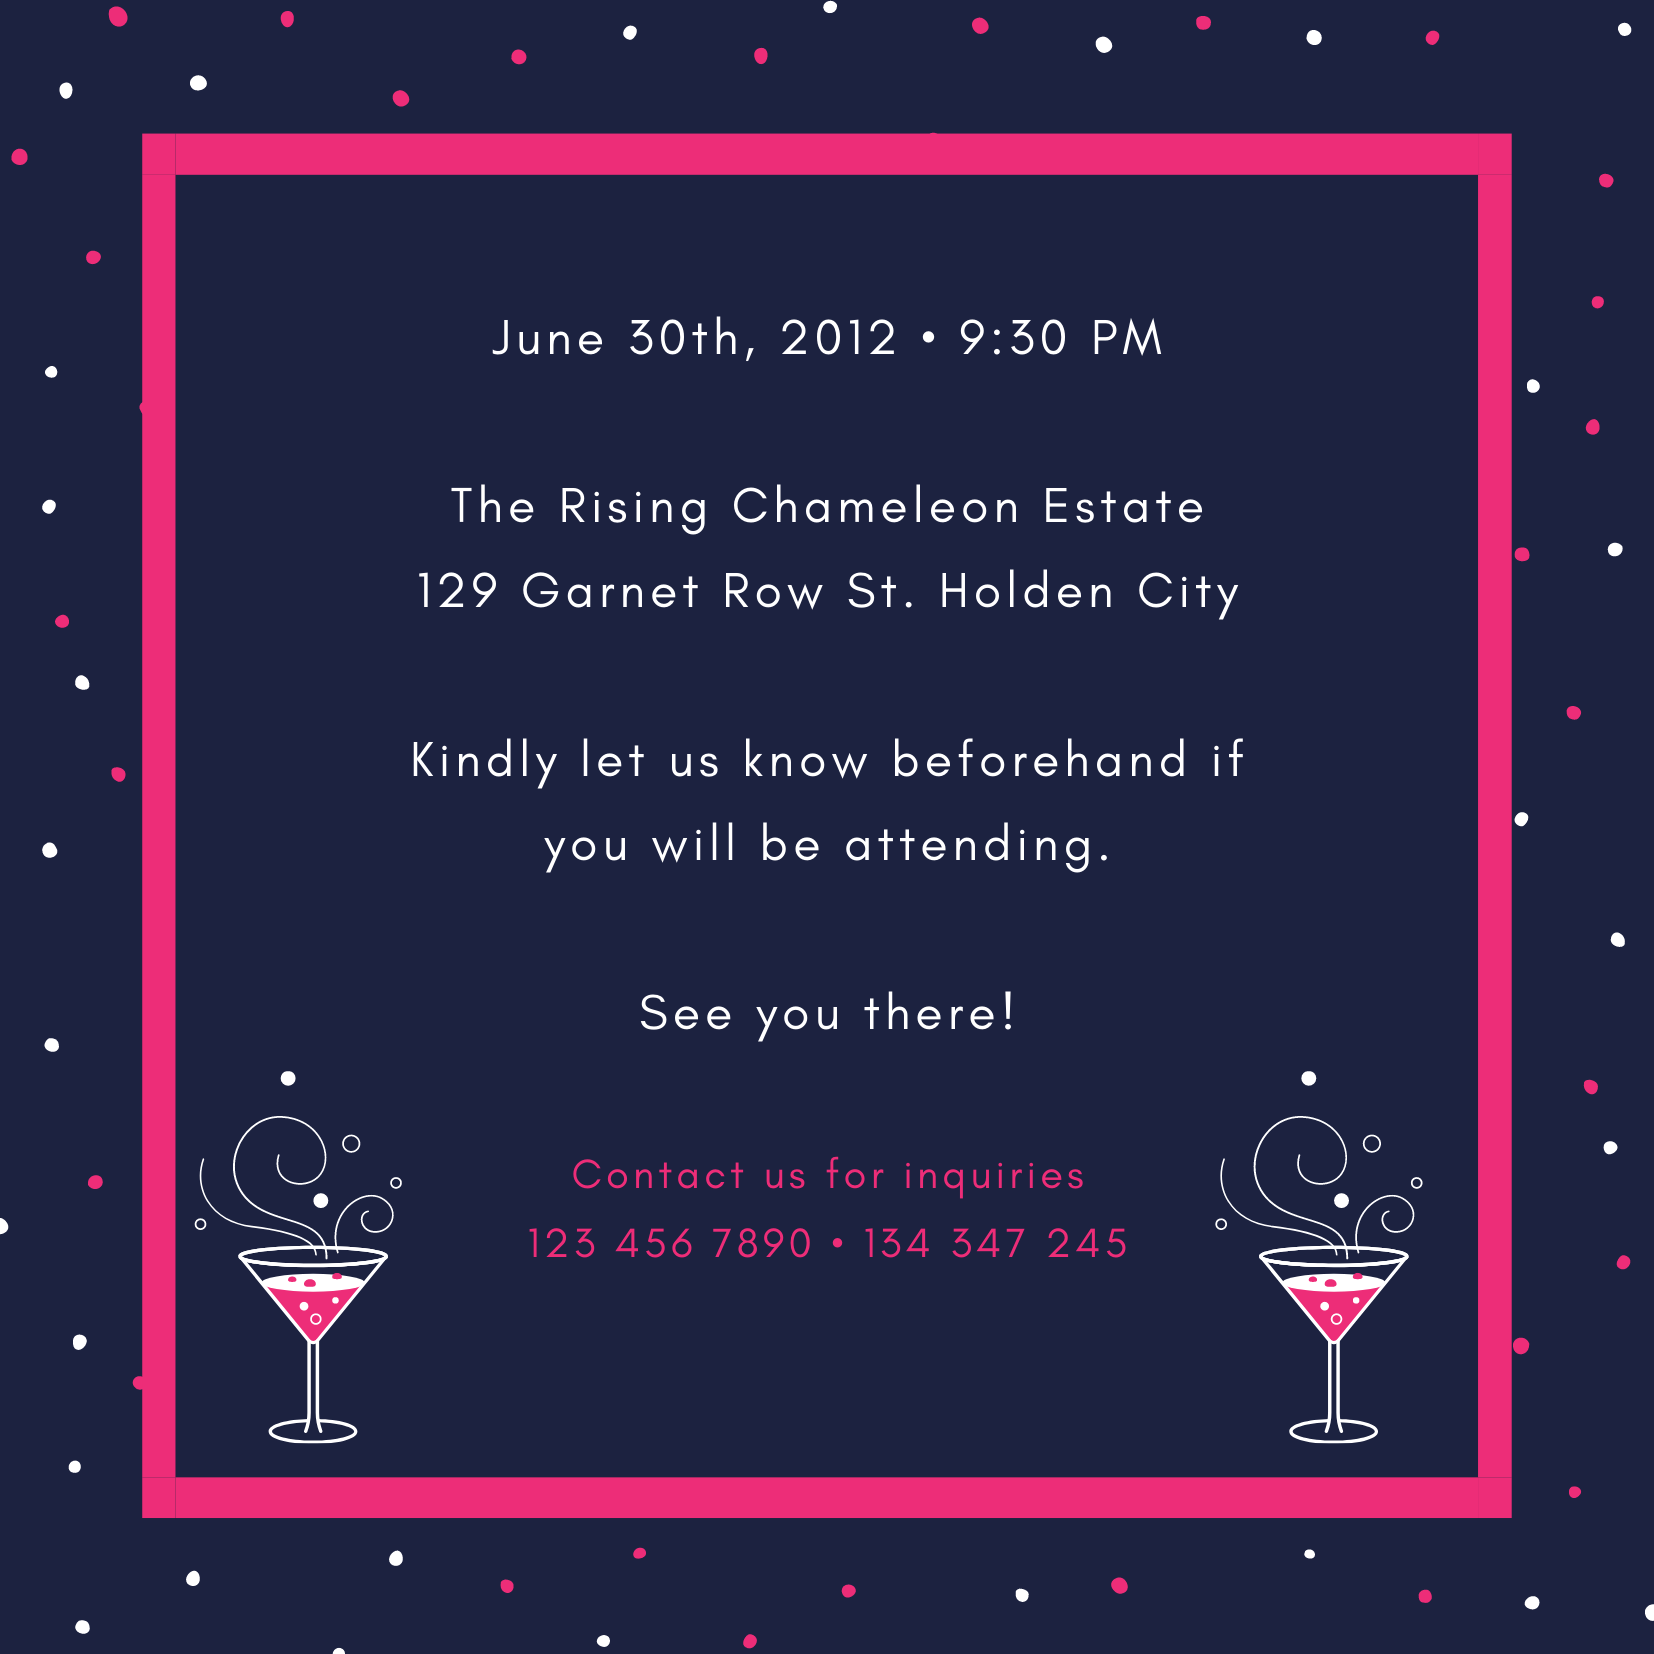 June 30th, 2012 • 9:30 PM
The Rising Chameleon Estate
129 Garnet Row St. Holden City
Kindly let us know beforehand if
you will be attending.
See you there!
Contact us for inquiries
123 456 7890 • 134 347 245